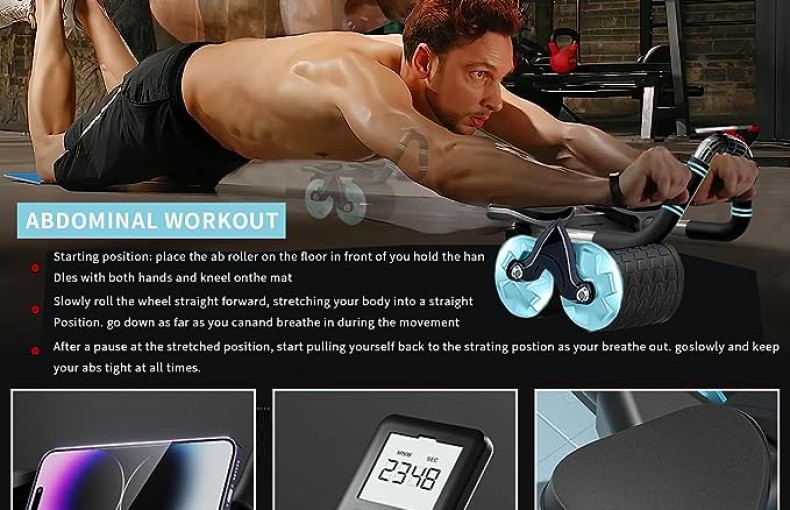 ABDOMINAL WORKOUT
Starting position: place the ab roller on the floor in front of you hold the han
Dles with both hands and kneel onthe mat
Slowly roll the wheel straight forward, stretching your body into a straight
Position. go down as far as you canand breathe in during the movement
After a pause at the stretched position, start pulling yourself back to the strating postion as your breathe out. goslowly and keep
your abs tight at all times.
MNW SEC
2348